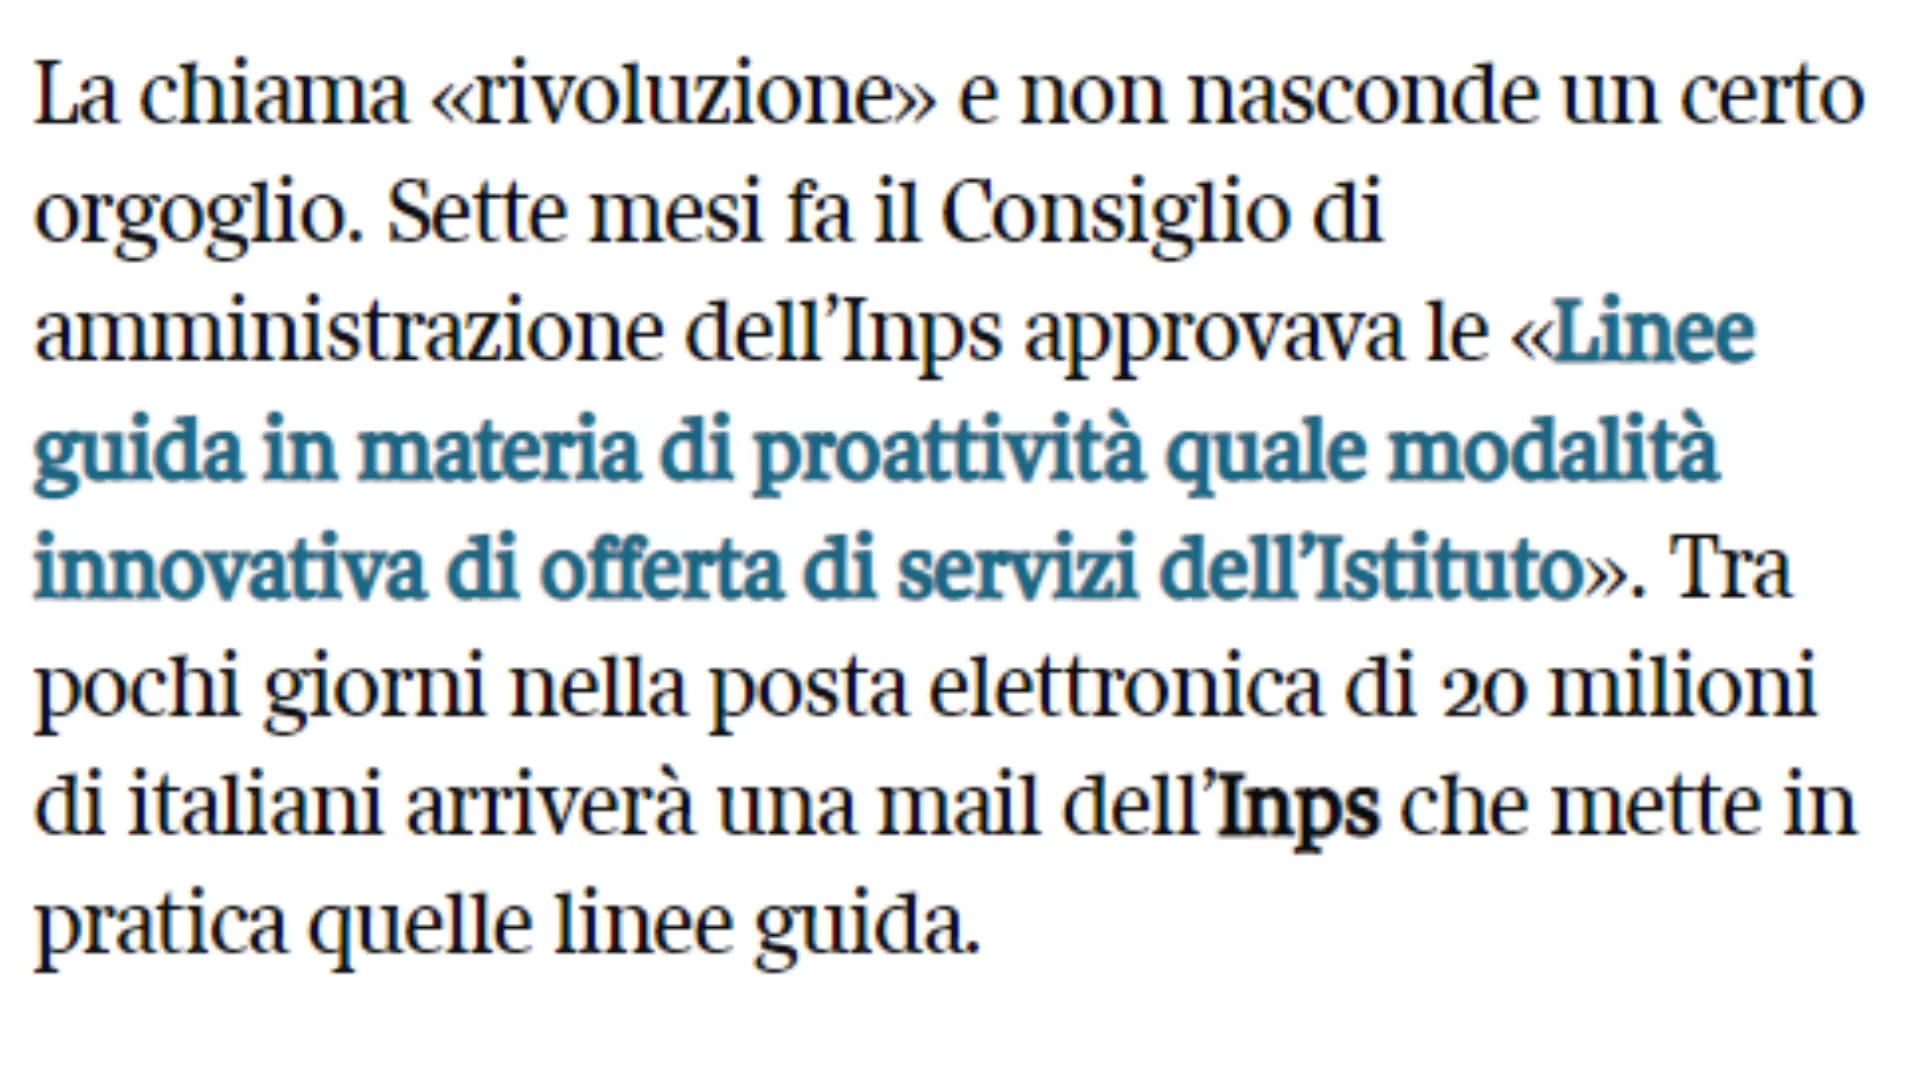 La chiama «rivoluzione» e non nasconde un certo
orgoglio. Sette mesi fa il Consiglio di
amministrazione dell’Inps approvava le «Linee
guida in materia di proattività quale modalità
innovativa di offerta di servizi dell’Istituto». Tra
pochi giorni nella posta elettronica di 20 milioni
di italiani arriverà una mail dell’Inps che mette in
pratica quelle linee guida.